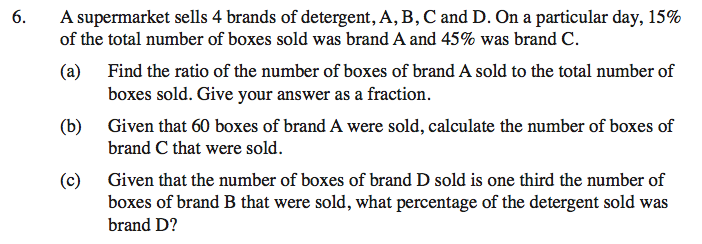 6. A supermarket sells 4 brands of detergent, A, B, C and D. On a particular day, 15%
of the total number of boxes sold was brand A and 45% was brand C.
(a) Find the ratio of the number of boxes of brand A sold to the total number of
boxes sold. Give your answer as a fraction.
(b) Given that 60 boxes of brand A were sold, calculate the number of boxes of
brand C that were sold.
(c) Given that the number of boxes of brand D sold is one third the number of
boxes of brand B that were sold, what percentage of the detergent sold was
brand D?